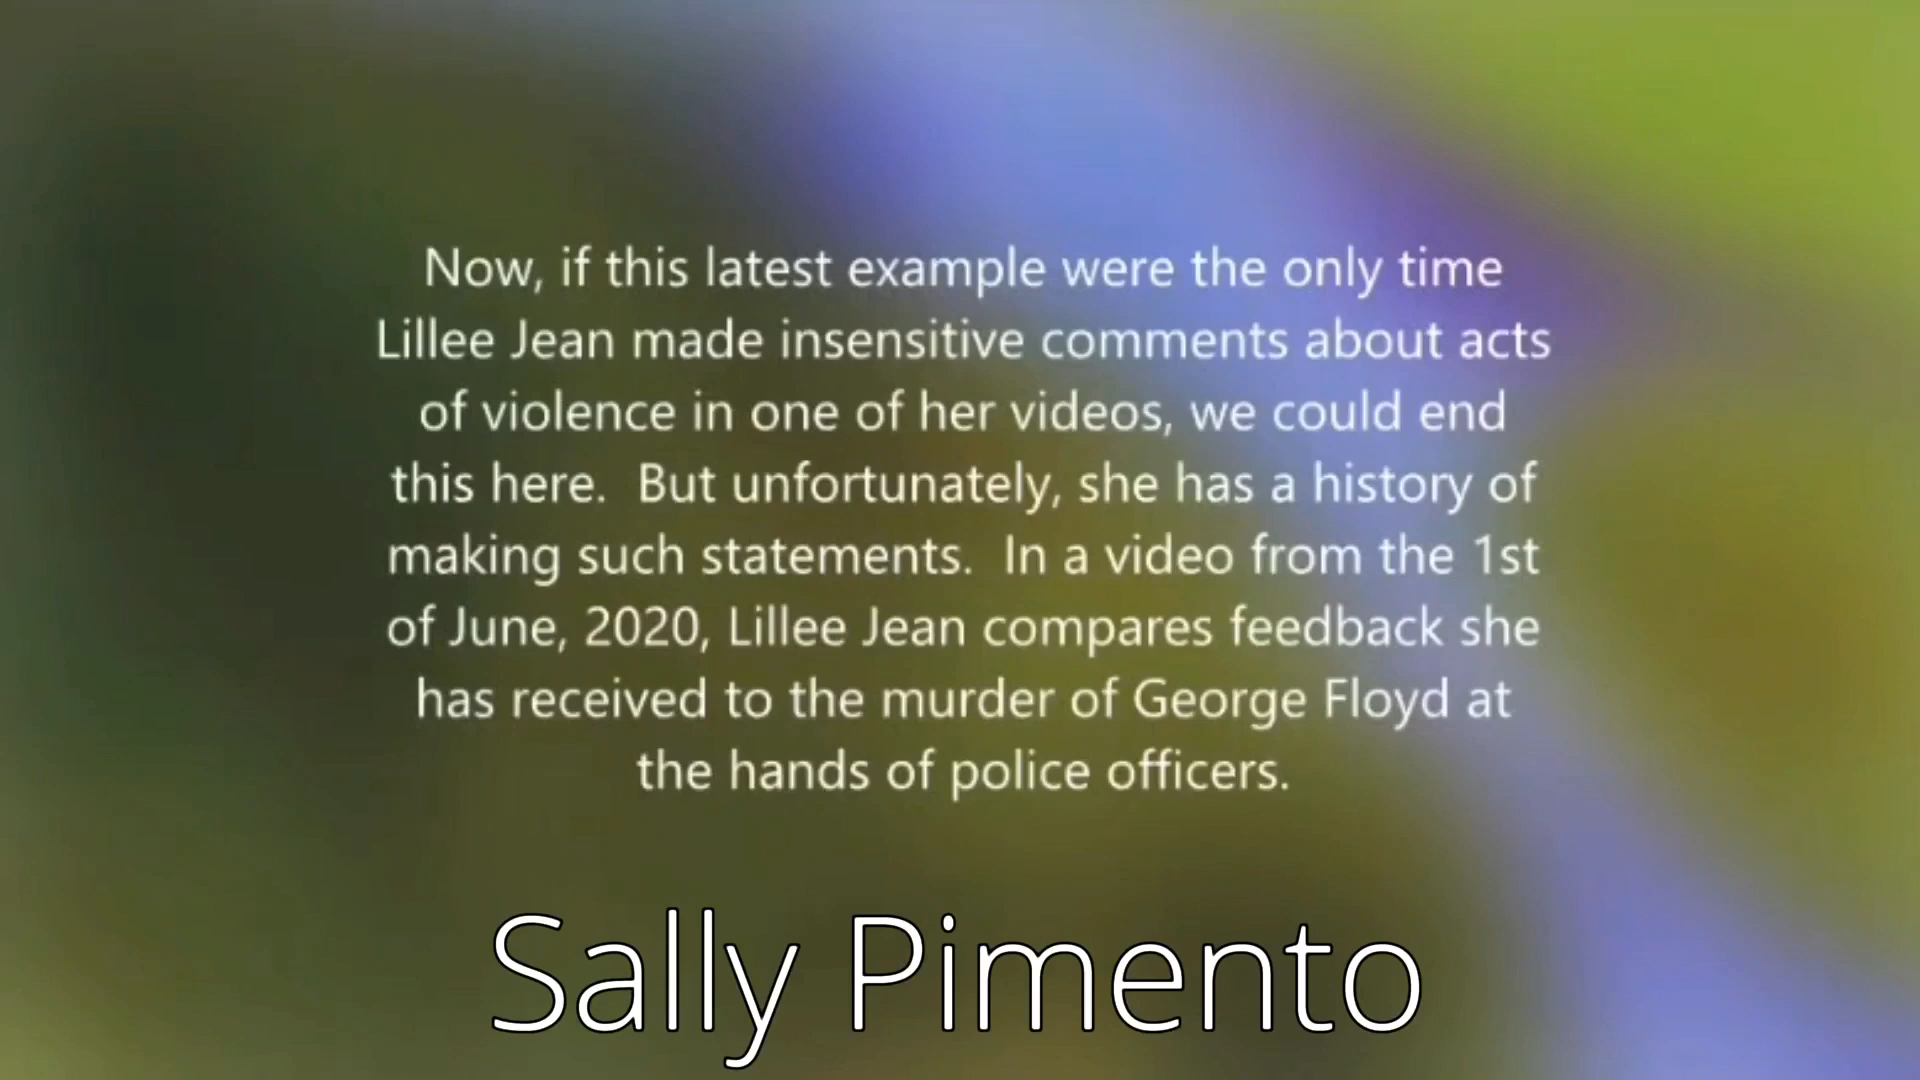 Now, if this latest example were the only time
Lillee Jean made insensitive comments about acts
of violence in one of her videos, we could end
this here.  But unfortunately, she has a history of
making such statements.  In a video from the 1st
of June, 2020, Lillee Jean compares feedback she
has received to the murder of George Floyd at
the hands of police officers.
Sally Pimento